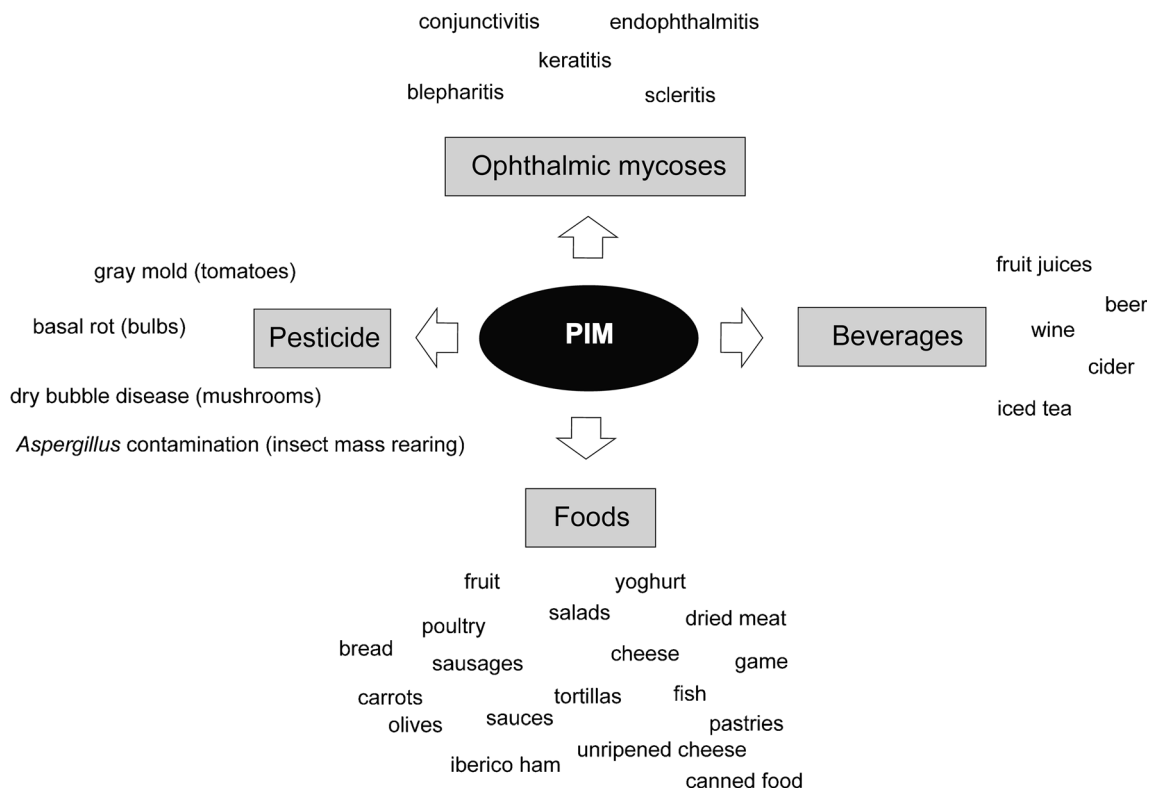 conjunctivitis
endophthalmitis
keratitis
blepharitis
scleritis
Ophthalmic mycoses
gray mold (tomatoes)
basal rot (bulbs)
Pesticide
dry bubble disease (mushrooms)
Aspergillus contamination (insect mass rearing)
PIM
Beverages
fruit juices
beer
wine
cider
iced tea
Foods
fruit
yoghurt
salads
dried meat
poultry
bread
cheese
game
sausages
carrots
tortillas
fish
olives
sauces
pastries
unripened cheese
iberico ham
canned food